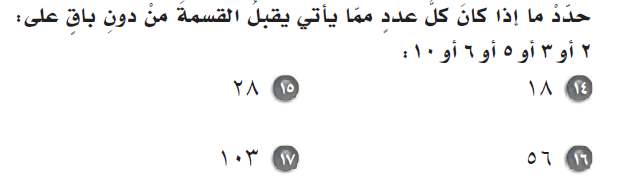 حدّدْ ما إذا كانَ كلُّ عددٍ ممّا يأتي يقبلُ القسمةَ منْ دونِ باقٍ على:
٢ أو ٣ أو ٥ أو ٦ أو ١٠ :
١٤ ١٨ ١٥ ٢٨
١٦ ٥٦ ١٧ ١٠٣